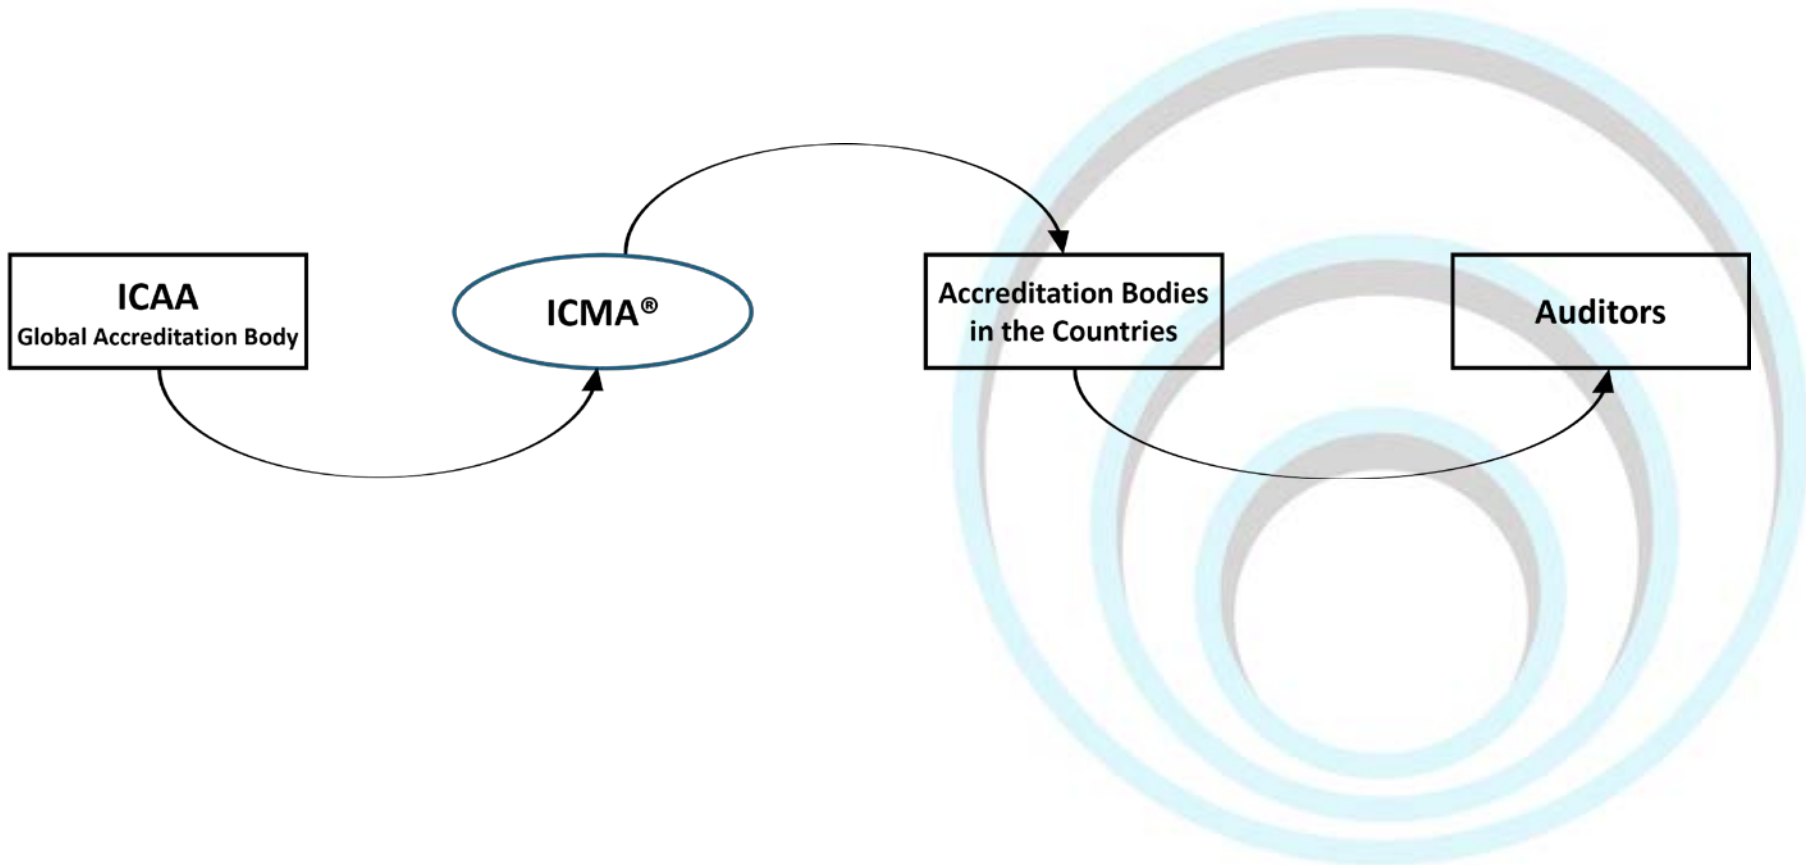 ICAA
Global Accreditation Body
ICMA®
Accreditation Bodies
in the Countries
Auditors